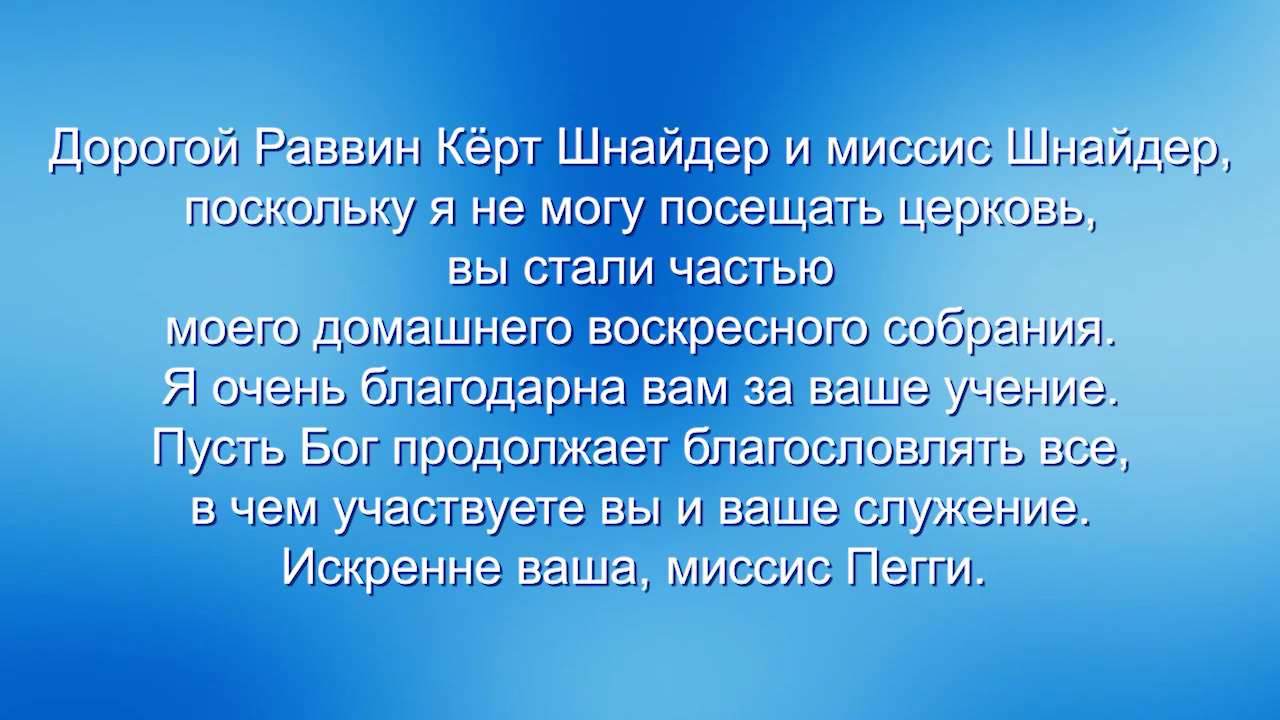 Дорогой Раввин Кёрт Шнайдер и миссис Шнайдер,
поскольку я не могу посещать церковь,
вы стали частью
моего домашнего воскресного собрания.
Я очень благодарна вам за ваше учение.
Пусть Бог продолжает благословлять все,
в чем участвуете вы и ваше служение.
Искренне ваша, миссис Пегги.